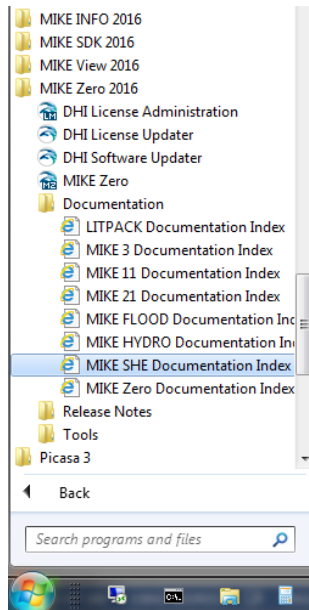 MIKE INFO 2016
MIKE SDK 2016
MIKE View 2016
MIKE Zero 2016
DHI License Administration
DHI License Updater
DHI Software Updater
MIKE Zero
Documentation
LITPACK Documentation Index
MIKE 3 Documentation Index
MIKE 11 Documentation Index
MIKE 21 Documentation Index
MIKE FLOOD Documentation Inc
MIKE HYDRO Documentation In
MIKE SHE Documentation Index
MIKE Zero Documentation Index
Release Notes
Tools
Picasa 3
Back
Search programs and files